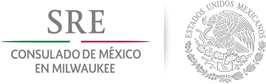 SRE
CONSULADO DE MÉXICO
EN MILWAUKEE
ESTADOS UNIDOS MEXICANOS